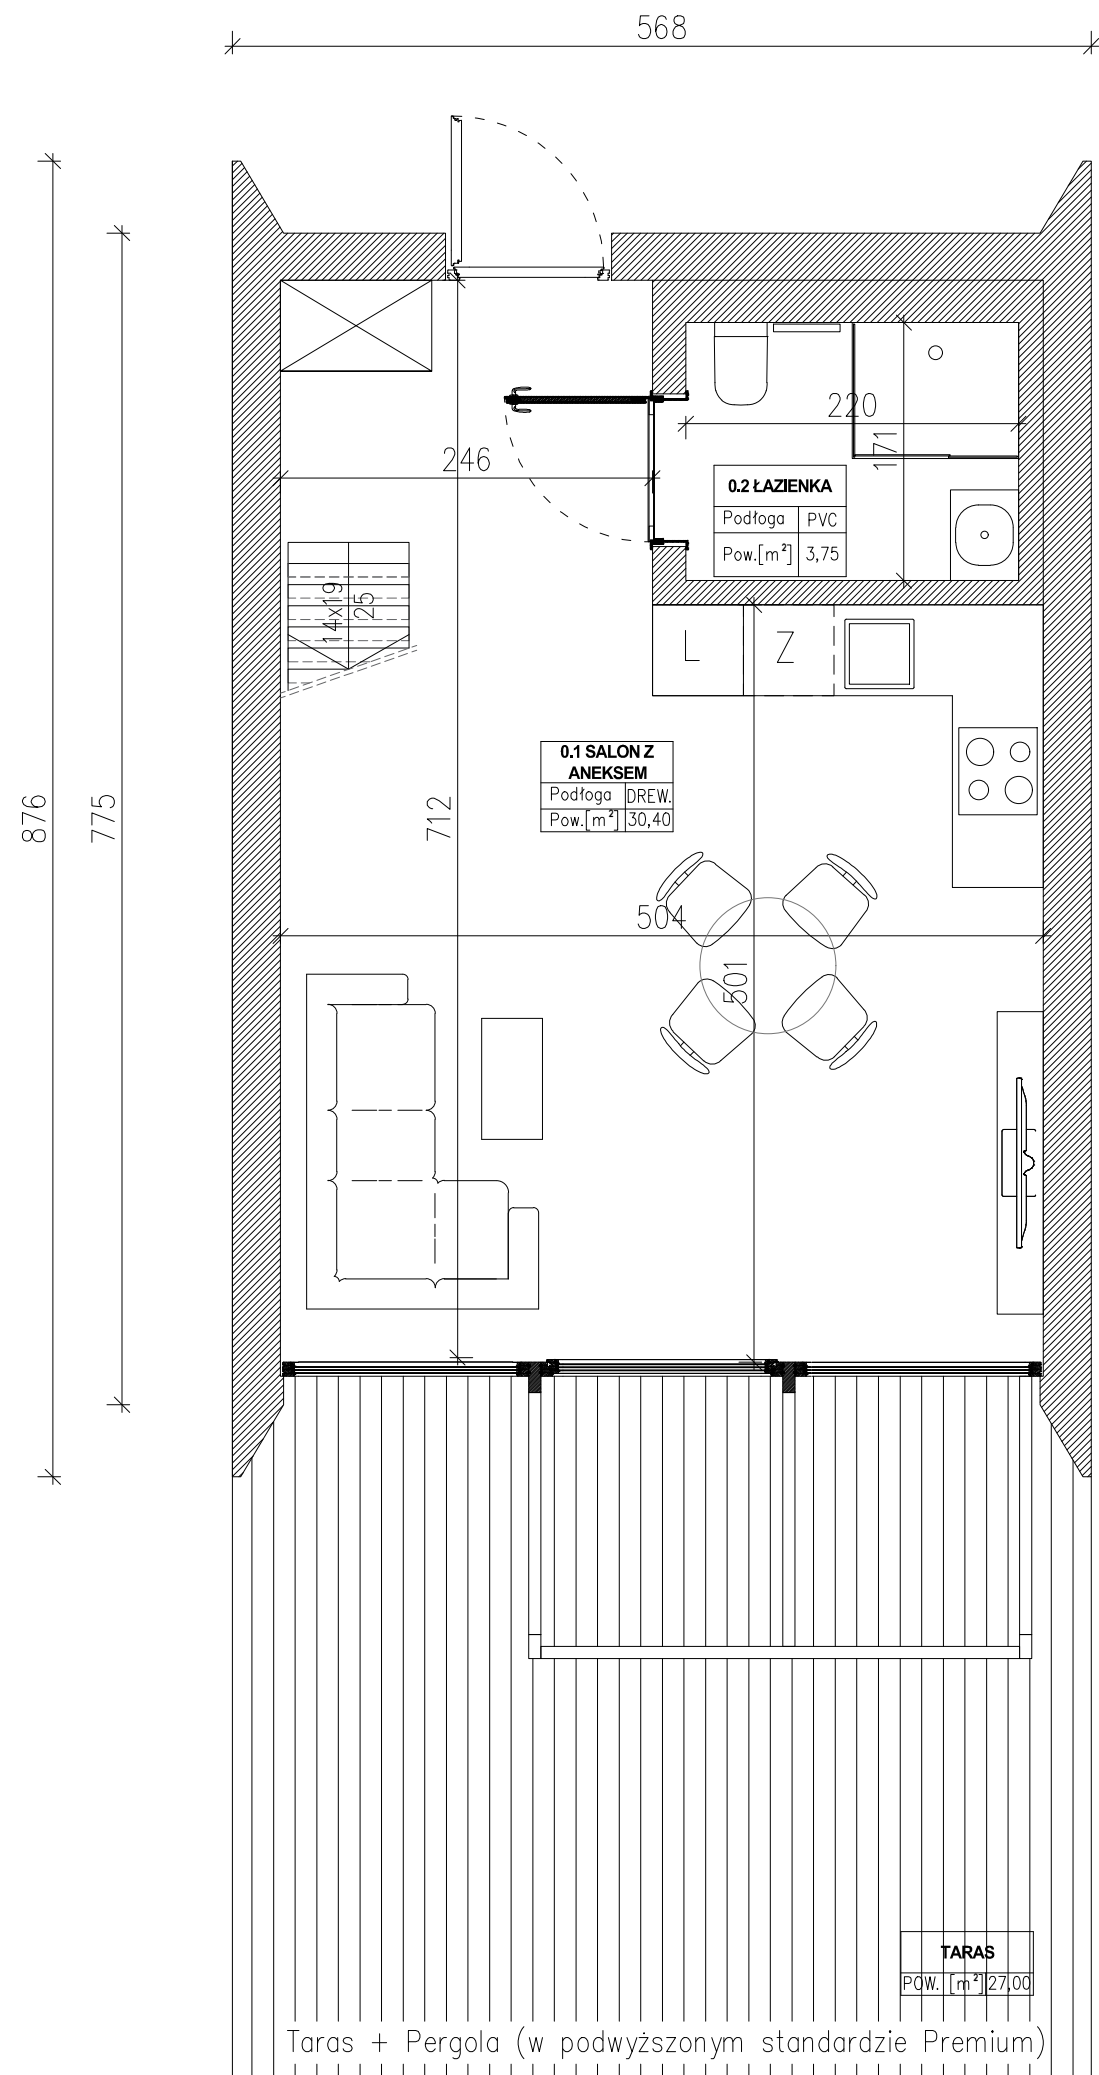 568
220
171
246
0.2 ŁAZIENKA
Podłoga PVC
Pow.[m²] 3,75
14x19
25
L Z
0.1 SALON Z
ANEKSEM
Podłoga DREW.
Pow.[m²] 30,40
876
775
712
504
501
TARAS
POW. [m²] 27,00
Taras + Pergola (w podwyższonym standardzie Premium)